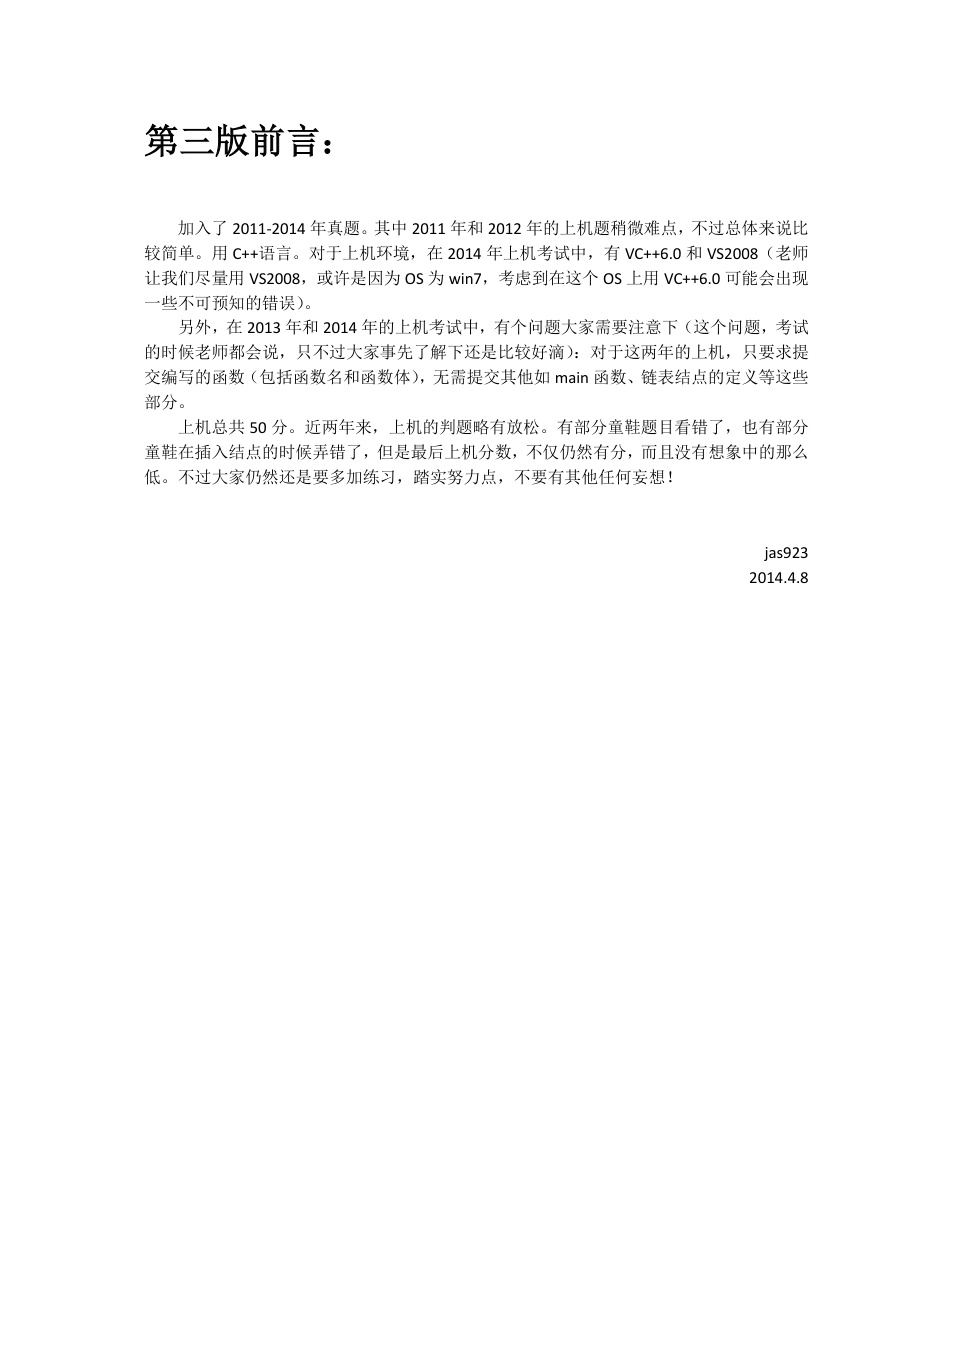 第三版前言：
加入了 2011-2014 年真题。其中 2011 年和 2012 年的上机题稍微难点，不过总体来说比
较简单。用 C++语言。对于上机环境，在 2014 年上机考试中，有 VC++6.0 和 VS2008（老师
让我们尽量用 VS2008，或许是因为 OS 为 win7，考虑到在这个 OS 上用 VC++6.0 可能会出现
一些不可预知的错误）。
另外，在 2013 年和 2014 年的上机考试中，有个问题大家需要注意下（这个问题，考试
的时候老师都会说，只不过大家事先了解下还是比较好滴）：对于这两年的上机，只要求提
交编写的函数（包括函数名和函数体），无需提交其他如 main 函数、链表结点的定义等这些
部分。
上机总共 50 分。近两年来，上机的判题略有放松。有部分童鞋题目看错了，也有部分
童鞋在插入结点的时候弄错了，但是最后上机分数，不仅仍然有分，而且没有想象中的那么
低。不过大家仍然还是要多加练习，踏实努力点，不要有其他任何妄想！
jas923
2014.4.8